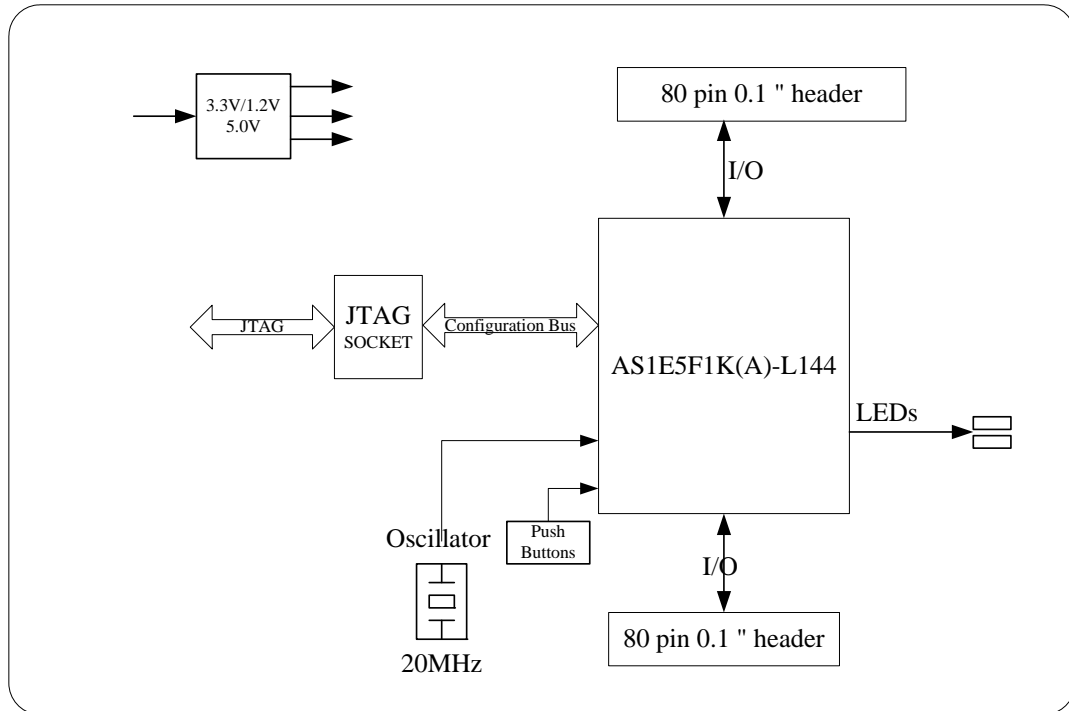 3.3V/1.2V
5.0V
80 pin 0.1 " header
I/O
JTAG
JTAG
SOCKET
Configuration Bus
AS1E5F1K(A)-L144
LEDs
Oscillator
Push
Buttons
I/O
20MHz
80 pin 0.1 " header